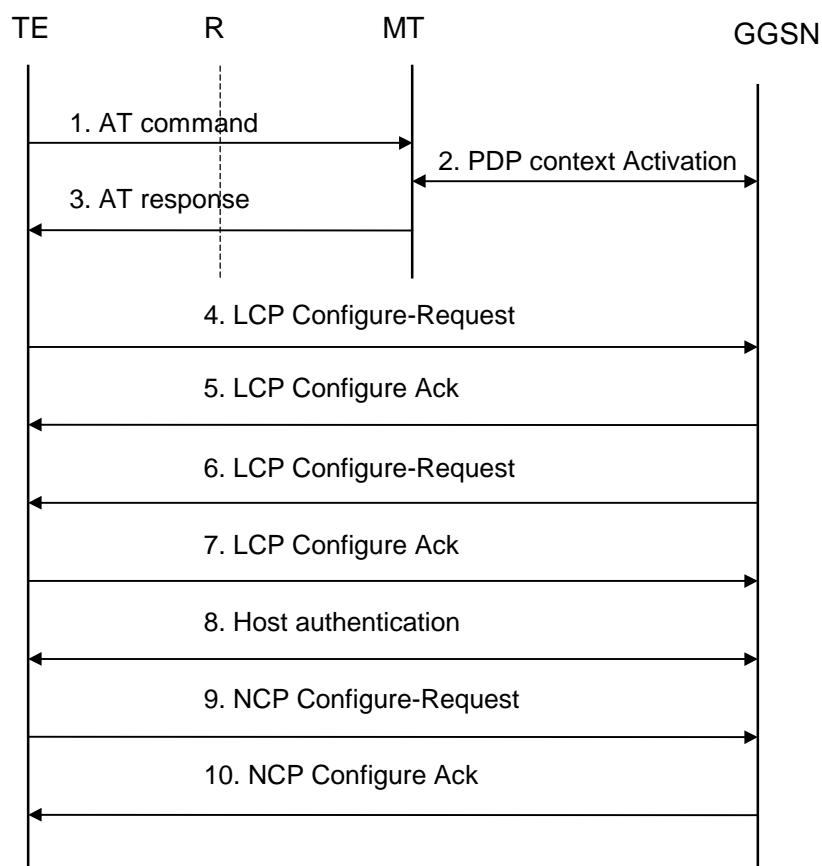 TE R MT GGSN
1. AT command
2. PDP context Activation
3. AT response
4. LCP Configure-Request
5. LCP Configure Ack
6. LCP Configure-Request
7. LCP Configure Ack
8. Host authentication
9. NCP Configure-Request
10. NCP Configure Ack